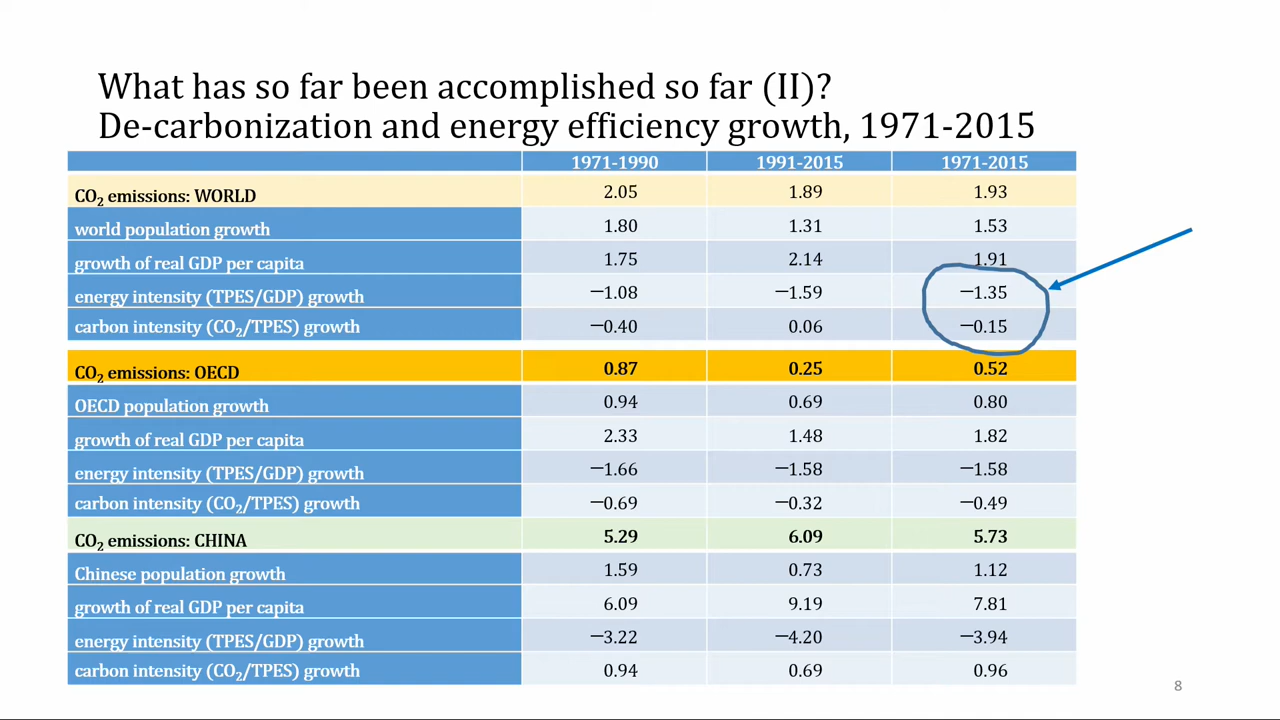 What has so far been accomplished so far (II)?
De-carbonization and energy efficiency growth, 1971-2015
1971-1990 1991-2015 1971-2015
CO₂ emissions: WORLD 2.05 1.89 1.93
world population growth 1.80 1.31 1.53
growth of real GDP per capita 1.75 2.14 1.91
energy intensity (TPES/GDP) growth −1.08 −1.59 −1.35
carbon intensity (CO₂/TPES) growth −0.40 0.06 −0.15
CO₂ emissions: OECD 0.87 0.25 0.52
OECD population growth 0.94 0.69 0.80
growth of real GDP per capita 2.33 1.48 1.82
energy intensity (TPES/GDP) growth −1.66 −1.58 −1.58
carbon intensity (CO₂/TPES) growth −0.69 −0.32 −0.49
CO₂ emissions: CHINA 5.29 6.09 5.73
Chinese population growth 1.59 0.73 1.12
growth of real GDP per capita 6.09 9.19 7.81
energy intensity (TPES/GDP) growth −3.22 −4.20 −3.94
carbon intensity (CO₂/TPES) growth 0.94 0.69 0.96
8